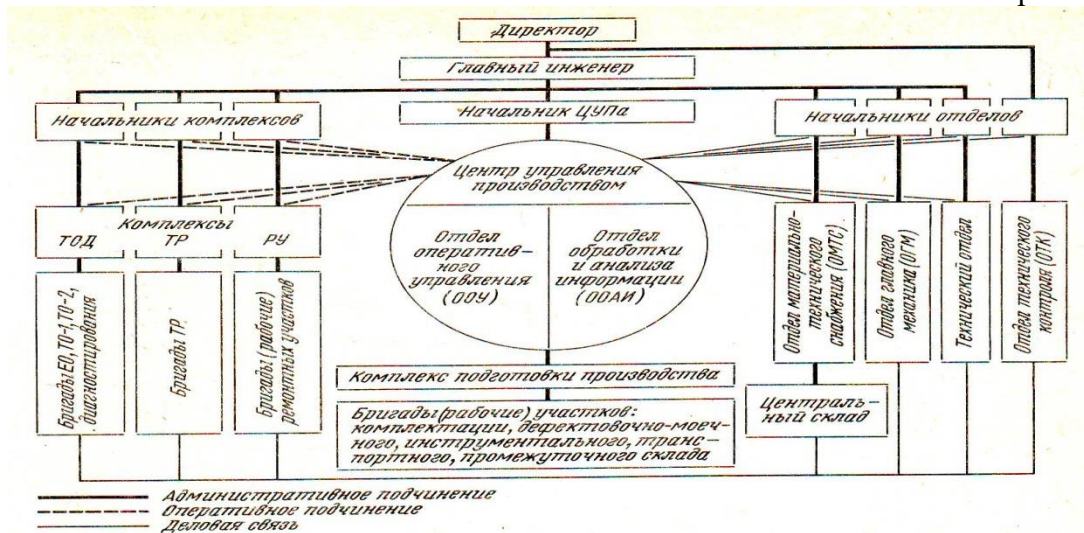 Директор
Главный инженер
Начальники комплексов
Начальник ЦУПа
Начальники отделов
Центр управления
производством
Отдел
оператив-
ного
управления
(ООУ)
Отдел
обработки
и анализа
информации
(ООАИ)
Комплексы
ТОД
ТР
РУ
Бригады ЕО, ТО-1, ТО-2,
диагностирования
Бригады ТР
Бригады (рабочие)
ремонтных участков
Отдел материально-
технического
снабжения (ОМТС)
Отдел главного
механика (ОГМ)
Технический отдел
Отдел технического
контроля (ОТК)
Комплекс подготовки производства
Бригады (рабочие) участков:
комплектации, дефектовочно-моеч-
ного, инструментального, транс-
портного, промежуточного склада
Централь-
ный склад
Административное подчинение
Оперативное подчинение
Деловая связь